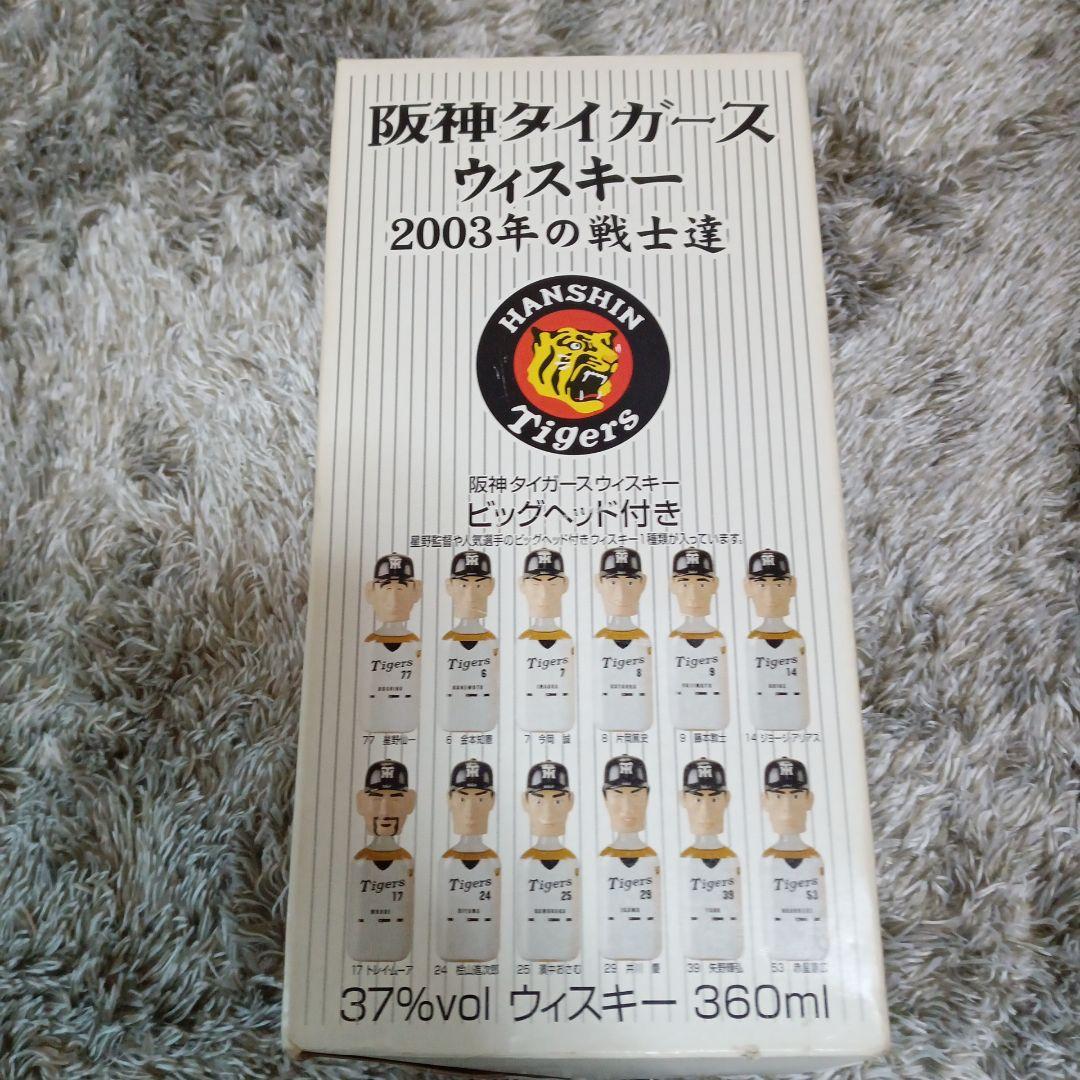 阪神タイガース
ウィスキー
2003年の戦士達
HANSHIN
Tigers
阪神タイガースウィスキー
ビッグヘッド付き
星野監督や人気選手のビッグヘッド付きウィスキー1種類が入っています。
Tigers Tigers Tigers Tigers Tigers Tigers
77 6 7 8 9 14
77 星野仙一 6 金本知憲 7 今岡 誠 8 片岡篤史 9 藤本敦士 14 ジョージ・アリアス
Tigers Tigers Tigers Tigers Tigers Tigers
17 24 25 29 39 53
17 トレイ・ムーア 24 桧山進次郎 25 濱中おさむ 29 井川 慶 39 矢野輝弘 53 赤星憲広
37%vol ウィスキー 360ml